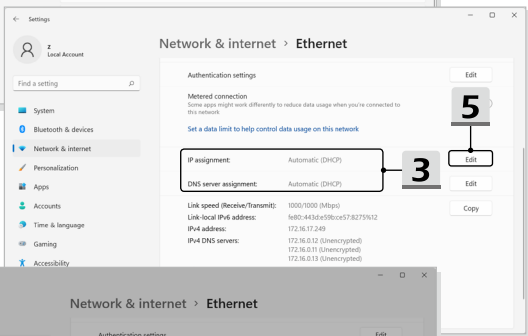 ← Settings
z
Local Account
Find a setting
System
Bluetooth & devices
Network & internet
Personalization
Apps
Accounts
Time & language
Gaming
Accessibility
Network & internet > Ethernet
Authentication settings
Edit
Metered connection
Some apps might work differently to reduce data usage when you're connected to
this network
Set a data limit to help control data usage on this network
5
IP assignment: Automatic (DHCP)
Edit
3
DNS server assignment: Automatic (DHCP)
Edit
Link speed (Receive/Transmit): 1000/1000 (Mbps)
Copy
Link-local IPv6 address: fe80::443d:e59b:ce57:8275%12
IPv4 address: 172.16.17.249
IPv4 DNS servers: 172.16.0.12 (Unencrypted)
172.16.0.11 (Unencrypted)
172.16.0.13 (Unencrypted)
Network & internet > Ethernet
Authentication settings
Edit